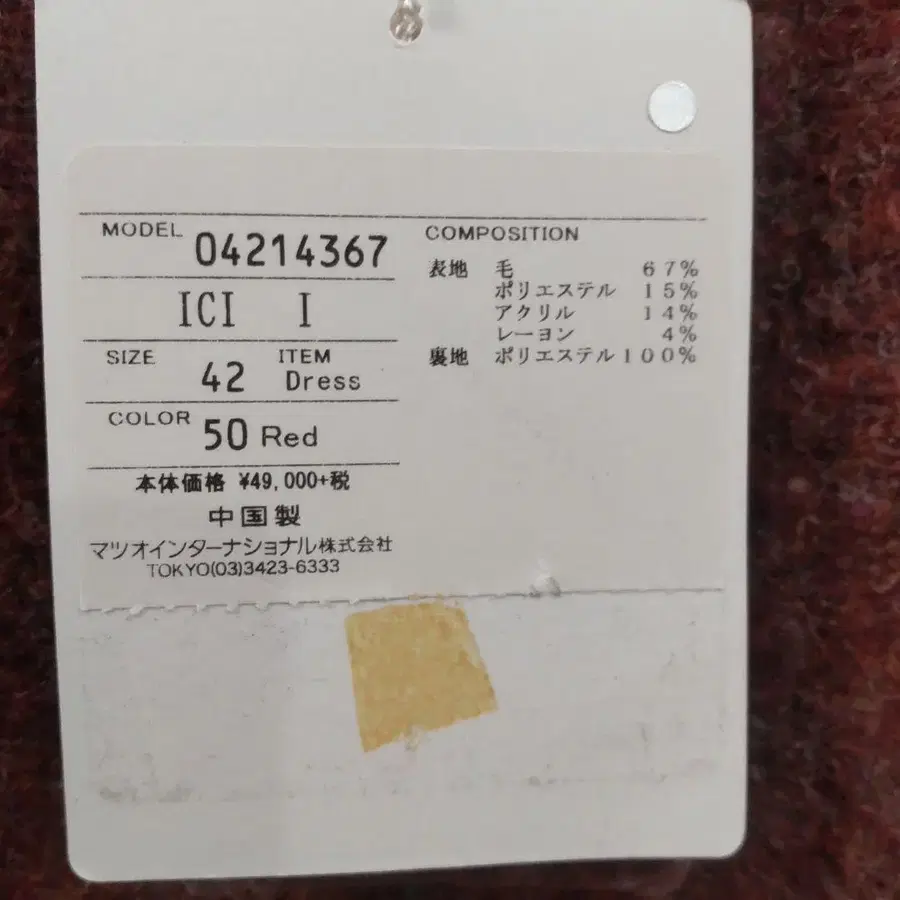 MODEL 04214367
ICI I
SIZE 42 ITEM Dress
COLOR 50 Red
本体価格 ¥49,000+税
中国製
マツオインターナショナル株式会社
TOKYO(03)3423-6333
COMPOSITION
表地 毛 67%
ポリエステル 15%
アクリル 14%
レーヨン 4%
裏地 ポリエステル 100%